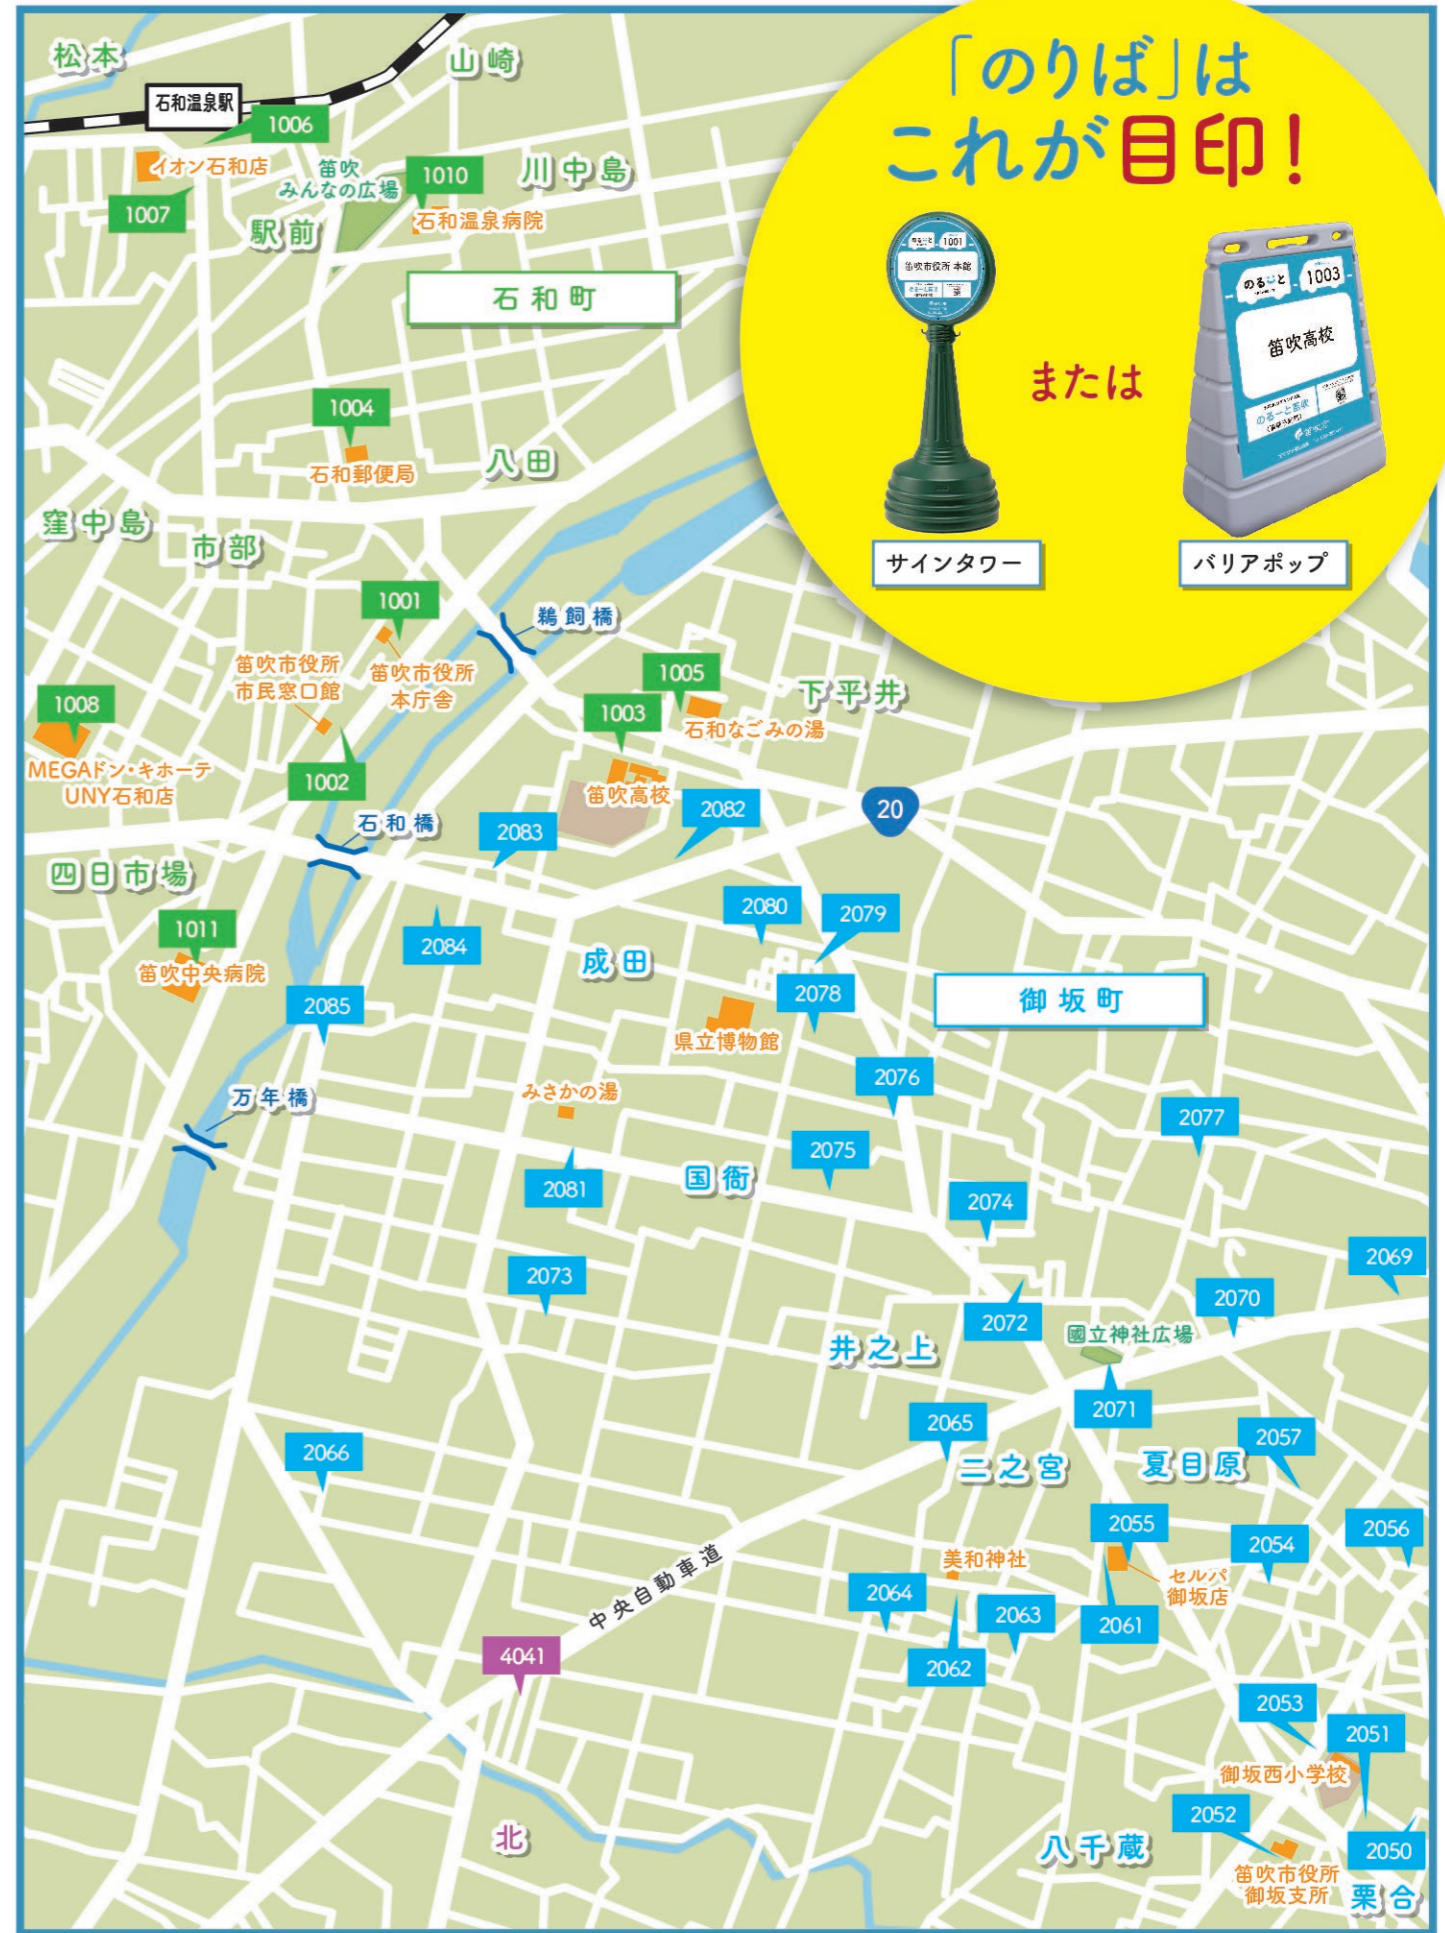 「のりば」は
これが目印!
のるーと
1001
笛吹市役所 本館
または
のるーと
1003
笛吹高校
のるーと笛吹
笛吹市
サインタワー
バリアポップ
松本
山崎
石和温泉駅
1006
イオン石和店
笛吹
みんなの広場
1010
川中島
1007
石和温泉病院
駅前
石和町
1004
石和郵便局
八田
窪中島
市部
1001
鵜飼橋
笛吹市役所
市民窓口館
笛吹市役所
本庁舎
1005
下平井
1008
1003
石和なごみの湯
MEGAドン・キホーテ
UNY石和店
1002
笛吹高校
石和橋
2083
2082
20
四日市場
1011
2084
2080
2079
笛吹中央病院
成田
2085
2078
御坂町
県立博物館
万年橋
みさかの湯
2076
2077
2075
2081
国衙
2074
2073
2069
2070
2072
國立神社広場
井之上
2071
2065
2057
2066
二之宮
夏目原
2055
2056
2054
中央自動車道
美和神社
セルパ
御坂店
2064
2063
2061
4041
2062
2053
2051
御坂西小学校
2052
北
八千蔵
2050
笛吹市役所
御坂支所
栗合